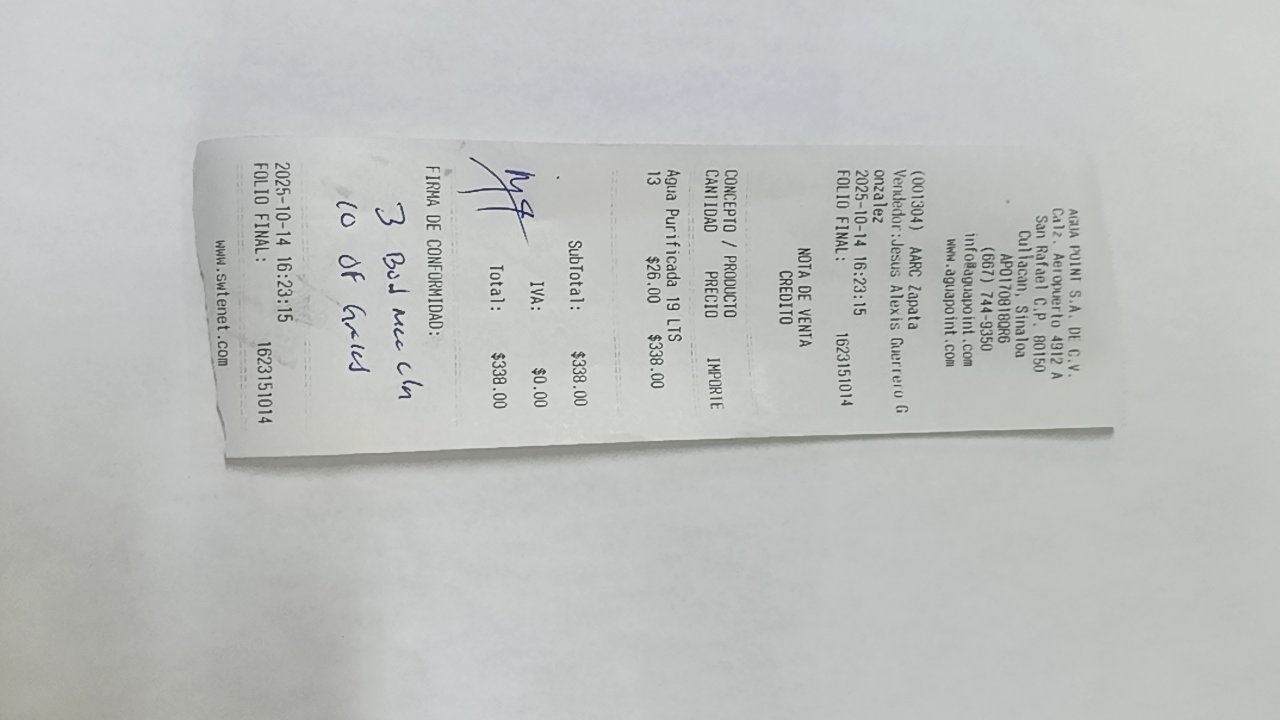 AGUA POINT S.A. DE C.V.
Calz. Aeropuerto 4912 A
San Rafael C.P. 80150
Culiacan, Sinaloa
APO170818QR6
(667) 744-9350
info@aguapoint.com
www.aguapoint.com
(001304) AARC Zapata
Vendedor:Jesus Alexis Guerrero G
onzalez
2025-10-14 16:23:15
FOLIO FINAL: 1623151014
NOTA DE VENTA
CREDITO
CONCEPTO / PRODUCTO
CANTIDAD PRECIO IMPORTE
Agua Purificada 19 LTS
13 $26.00 $338.00
SubTotal: $338.00
IVA: $0.00
Total: $338.00
FIRMA DE CONFORMIDAD:
3 Bod
10 of
2025-10-14 16:23:15
FOLIO FINAL: 1623151014
www.swtenet.com